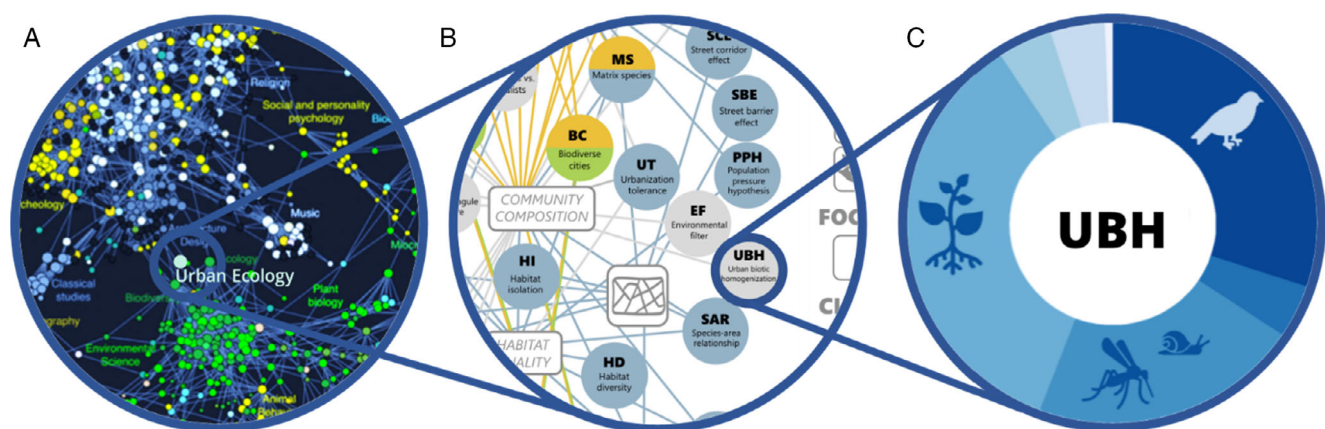 A
Religion
Social and personality
psychology
Music
Urban Ecology
Classical
studies
Plant
biology
Environmental
Science
Animal
B
MS
Matrix species
Street corridor
effect
SBE
Street barrier
effect
BC
Biodiverse
cities
UT
Urbanization
tolerance
PPH
Population
pressure
hypothesis
COMMUNITY
COMPOSITION
EF
Environmental
filter
UBH
Urban biotic
homogenization
HI
Habitat
isolation
SAR
Species-area
relationship
HABITAT
HD
Habitat
diversity
C
UBH